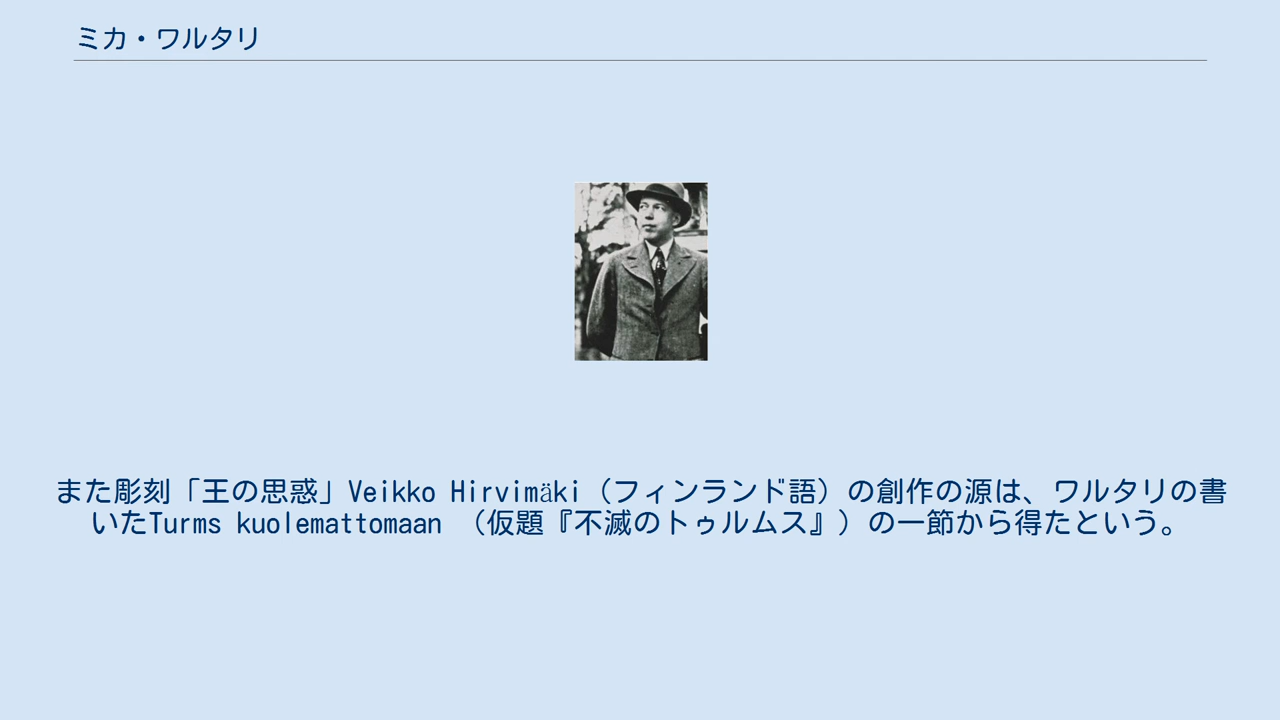 ミカ・ワルタリ
また彫刻「王の思惑」Veikko Hirvimäki（フィンランド語）の創作の源は、ワルタリの書
いたTurms kuolemattomaan （仮題『不滅のトゥルムス』）の一節から得たという。